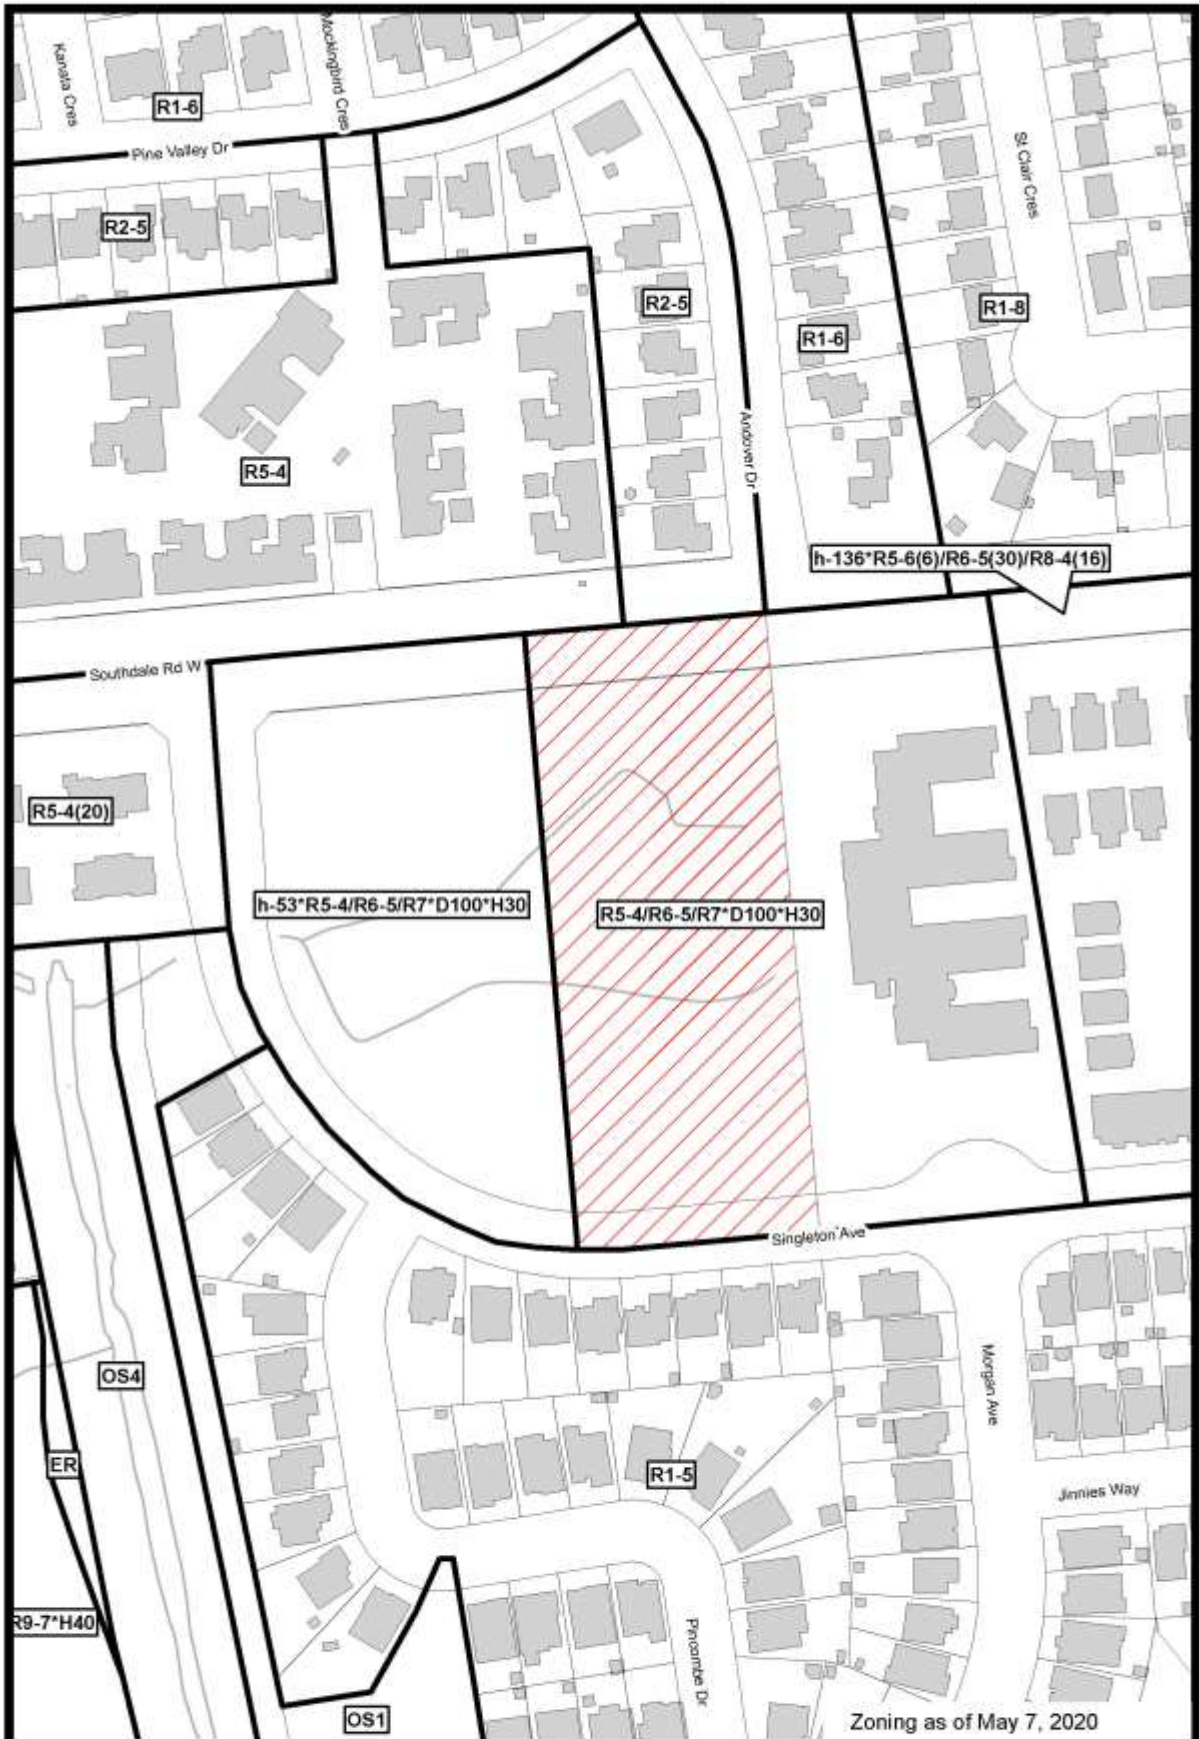 Kanata Cres
Mockingbird Cres
R1-6
Pine Valley Dr
St Clair Cres
R2-5
R2-5
R1-8
R1-6
Andover Dr
R5-4
h-136*R5-6(6)/R6-5(30)/R8-4(16)
Southdale Rd W
R5-4(20)
h-53*R5-4/R6-5/R7*D100*H30
R5-4/R6-5/R7*D100*H30
Singleton Ave
OS4
Morgan Ave
ER
R1-5
Jinnies Way
R9-7*H40
Pincombe Dr
OS1
Zoning as of May 7, 2020